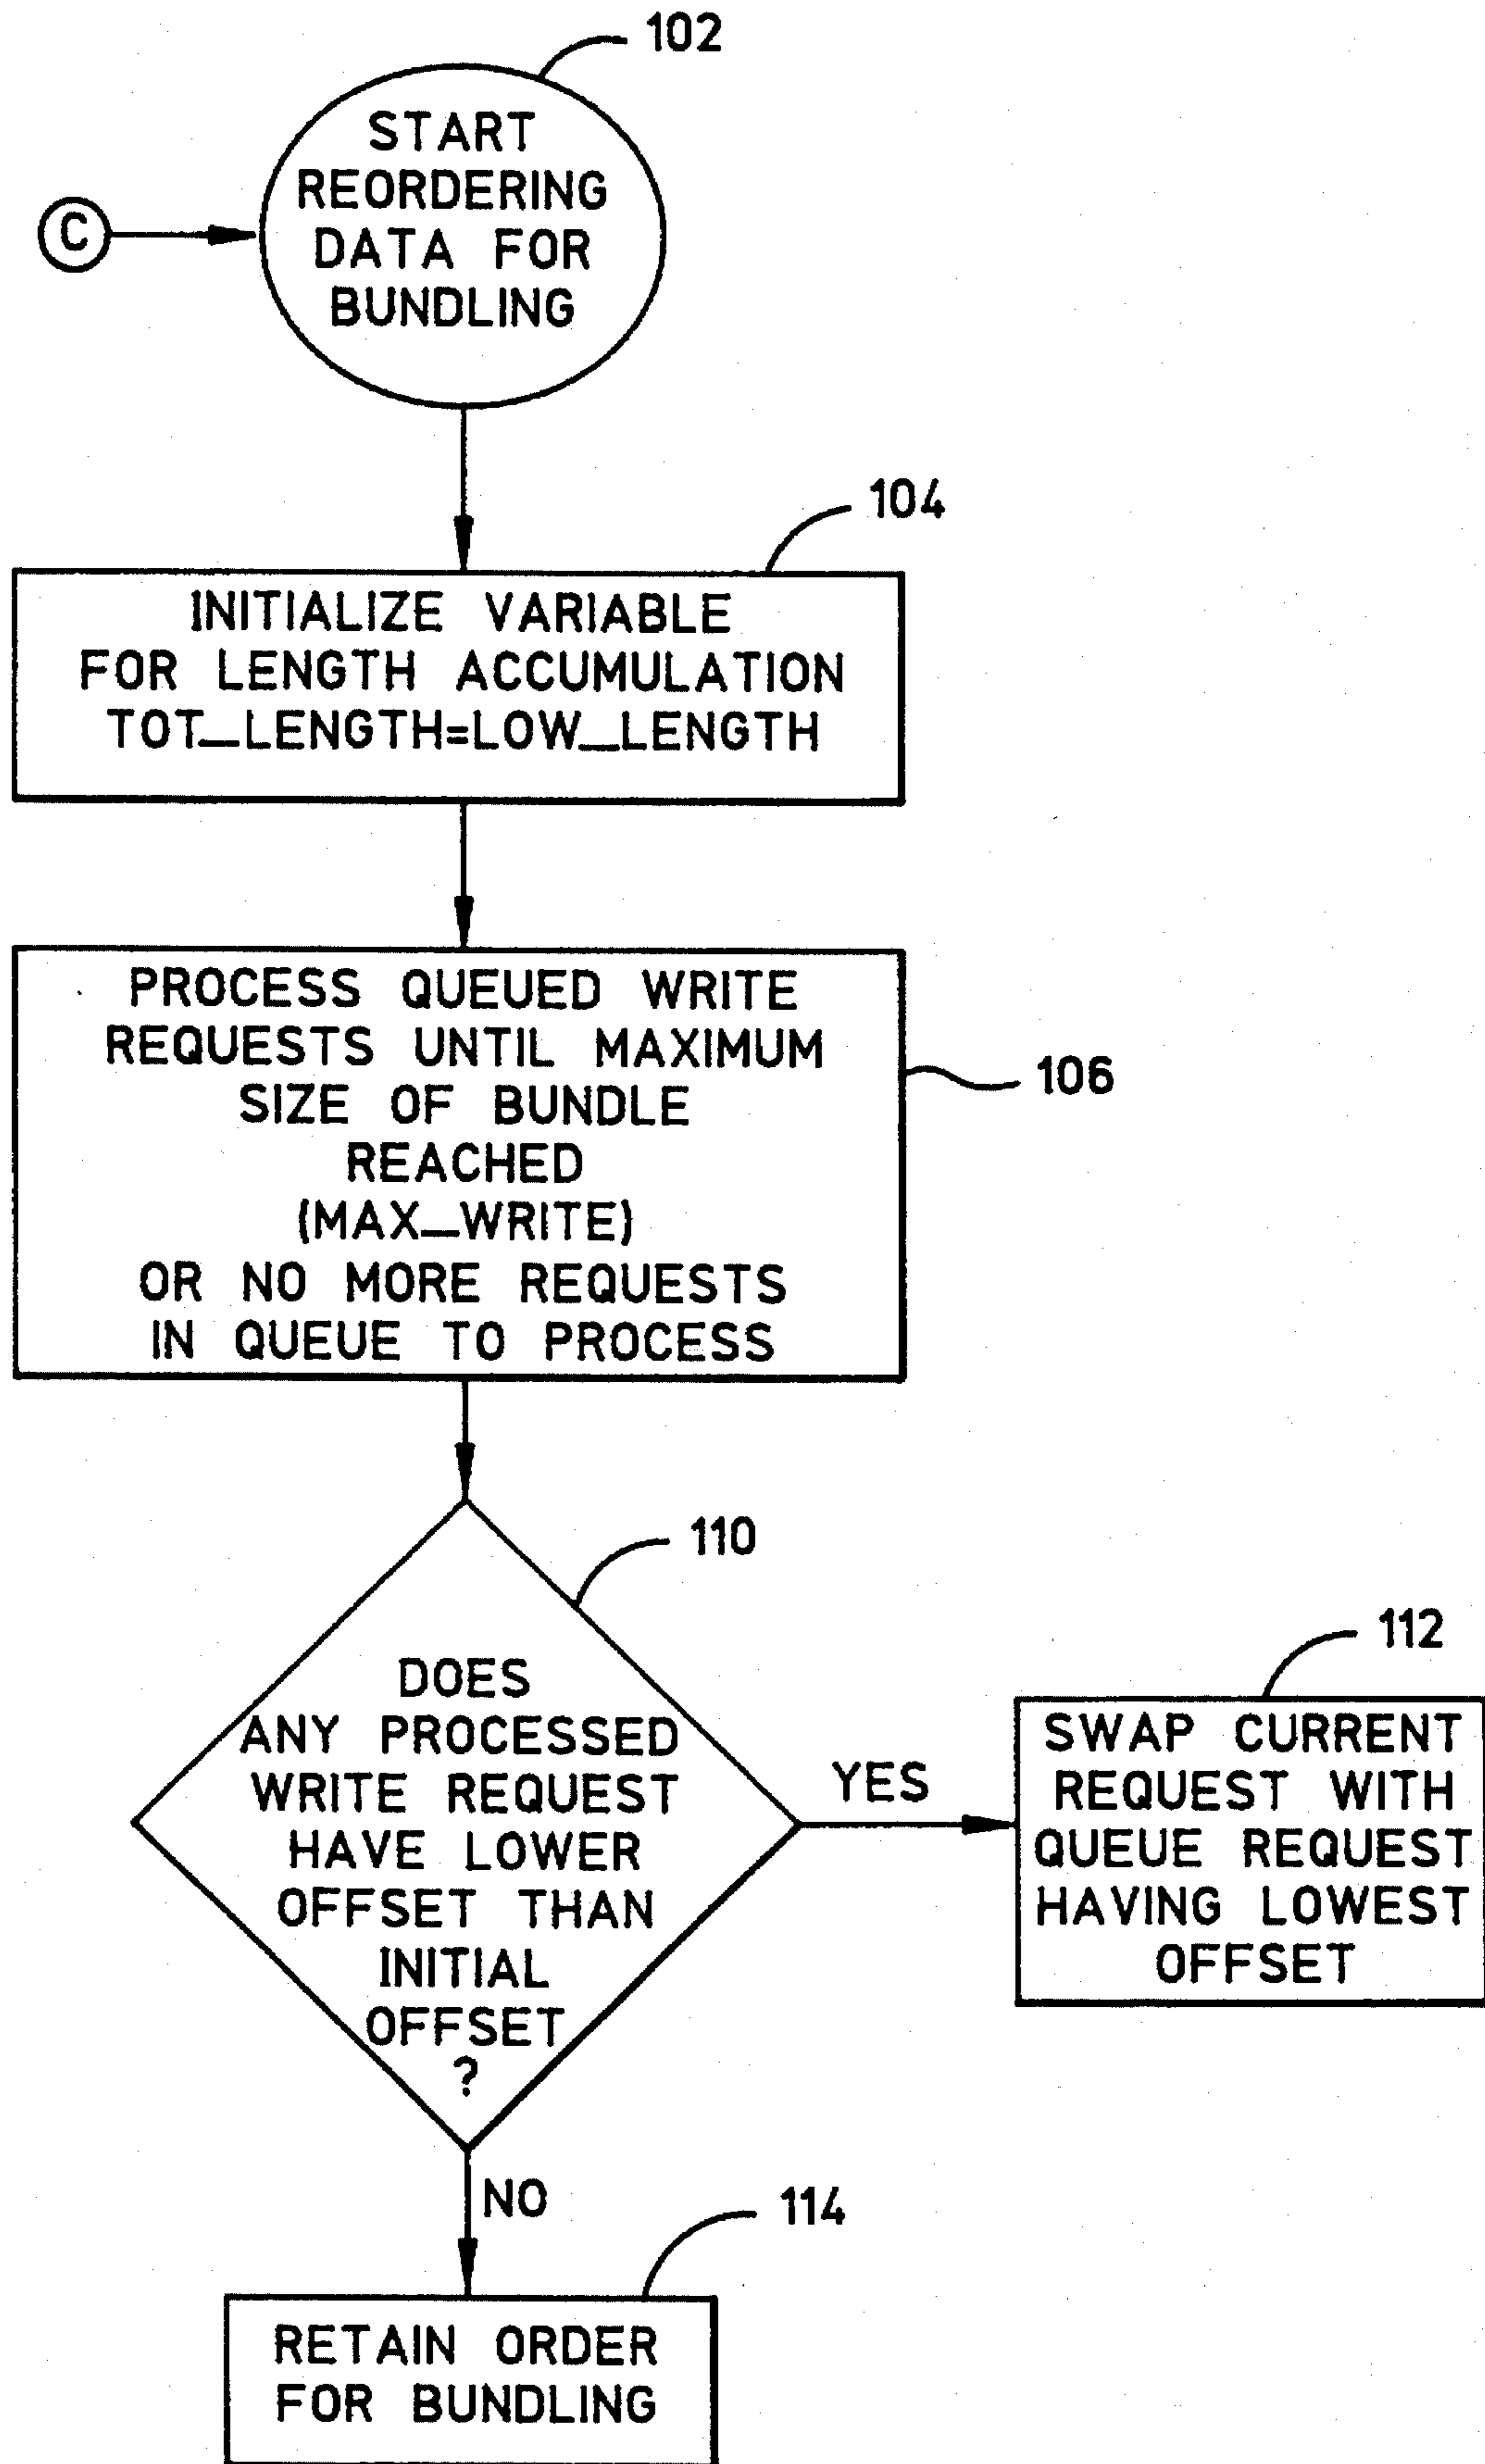 102
START
REORDERING
DATA FOR
BUNDLING
C
104
INITIALIZE VARIABLE
FOR LENGTH ACCUMULATION
TOT_LENGTH=LOW_LENGTH
PROCESS QUEUED WRITE
REQUESTS UNTIL MAXIMUM
SIZE OF BUNDLE
REACHED
(MAX_WRITE)
OR NO MORE REQUESTS
IN QUEUE TO PROCESS
106
110
DOES
ANY PROCESSED
WRITE REQUEST
HAVE LOWER
OFFSET THAN
INITIAL
OFFSET
?
YES
112
SWAP CURRENT
REQUEST WITH
QUEUE REQUEST
HAVING LOWEST
OFFSET
NO
114
RETAIN ORDER
FOR BUNDLING